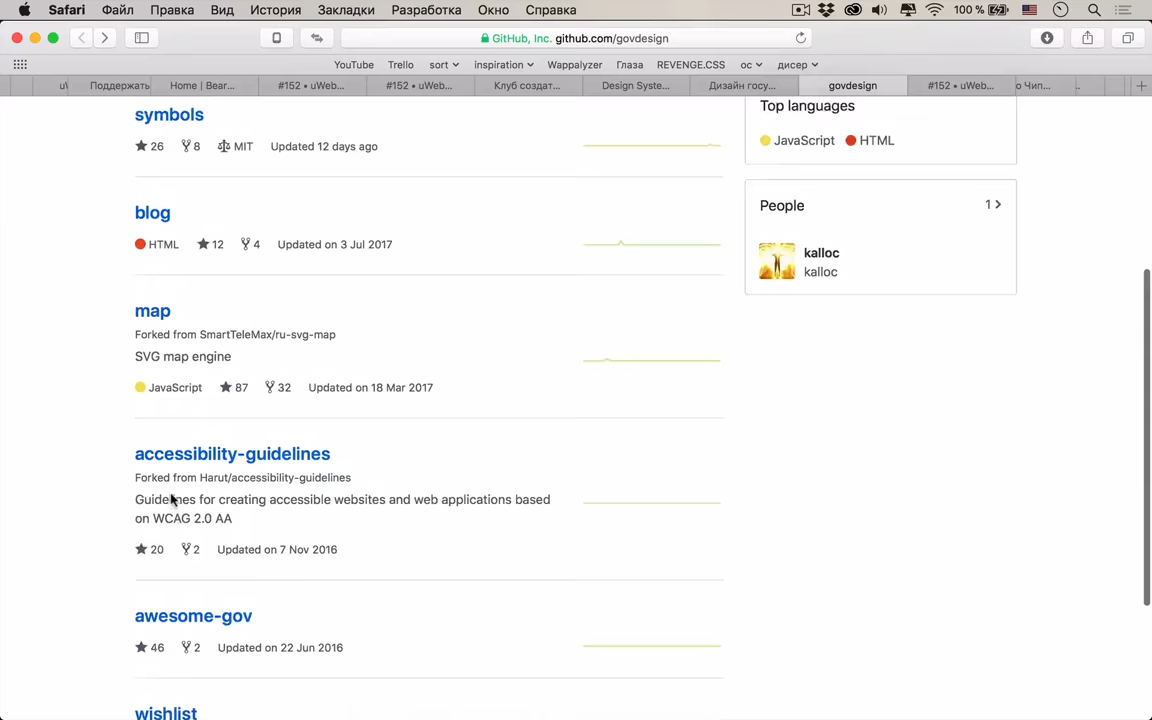 Safari Файл Правка Вид История Закладки Разработка Окно Справка 100 %
GitHub, Inc. github.com/govdesign
YouTube Trello sort inspiration Wappalyzer Глаза REVENGE.CSS ос дисер
Поддержать Home | Bear... #152 • uWeb... #152 • uWeb... Клуб создат... Design Syste... Дизайн госу... govdesign #152 • uWeb... о Чип...
symbols
26 8 MIT Updated 12 days ago
blog
HTML 12 4 Updated on 3 Jul 2017
map
Forked from SmartTeleMax/ru-svg-map
SVG map engine
JavaScript 87 32 Updated on 18 Mar 2017
accessibility-guidelines
Forked from Harut/accessibility-guidelines
Guidelines for creating accessible websites and web applications based
on WCAG 2.0 AA
20 2 Updated on 7 Nov 2016
awesome-gov
46 2 Updated on 22 Jun 2016
wishlist
Top languages
JavaScript HTML
People 1
kalloc
kalloc